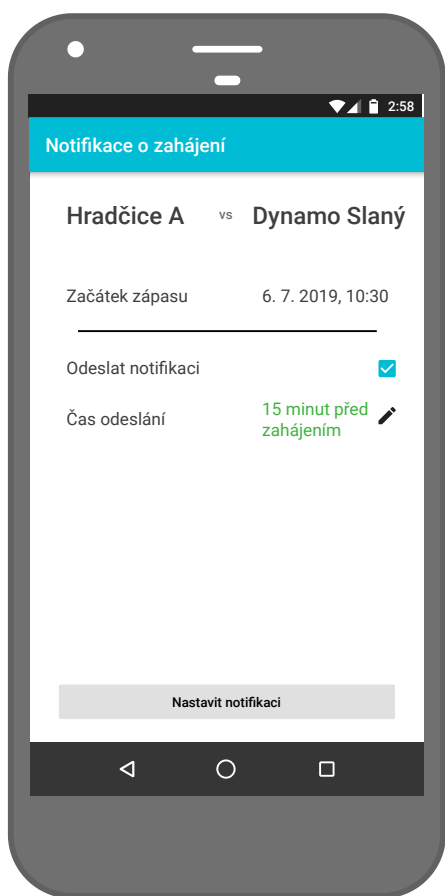 2:58
Notifikace o zahájení
Hradčice A vs Dynamo Slaný
Začátek zápasu 6. 7. 2019, 10:30
Odeslat notifikaci
Čas odeslání 15 minut před
zahájením
Nastavit notifikaci